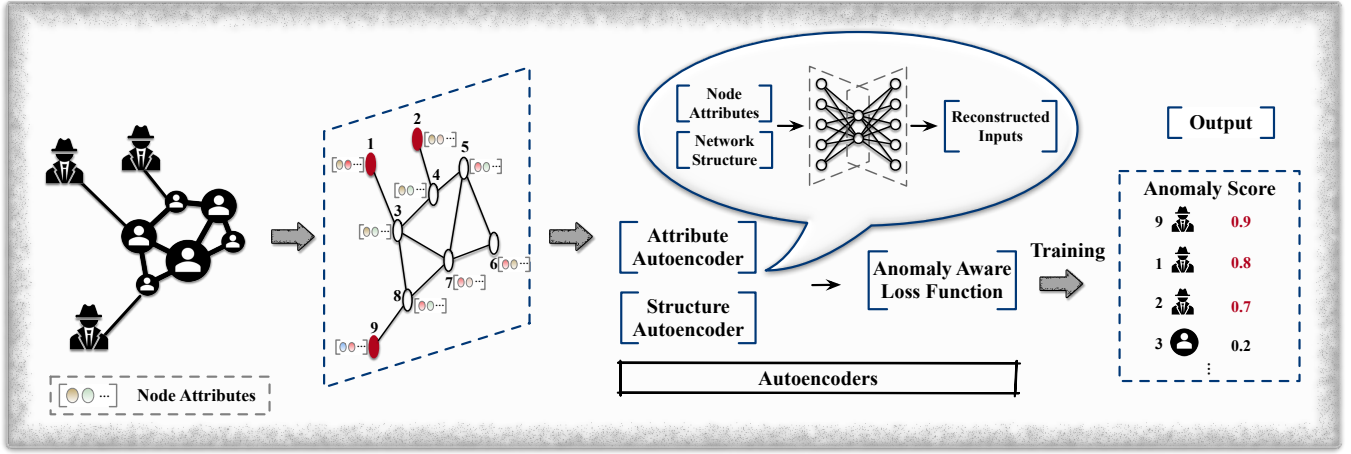 [ ... ] Node Attributes
1
2
3
4
5
6
7
8
9
Node
Attributes
Network
Structure
Reconstructed
Inputs
Attribute
Autoencoder
Structure
Autoencoder
Anomaly Aware
Loss Function
Autoencoders
Training
Output
Anomaly Score
9 0.9
1 0.8
2 0.7
3 0.2
⋮